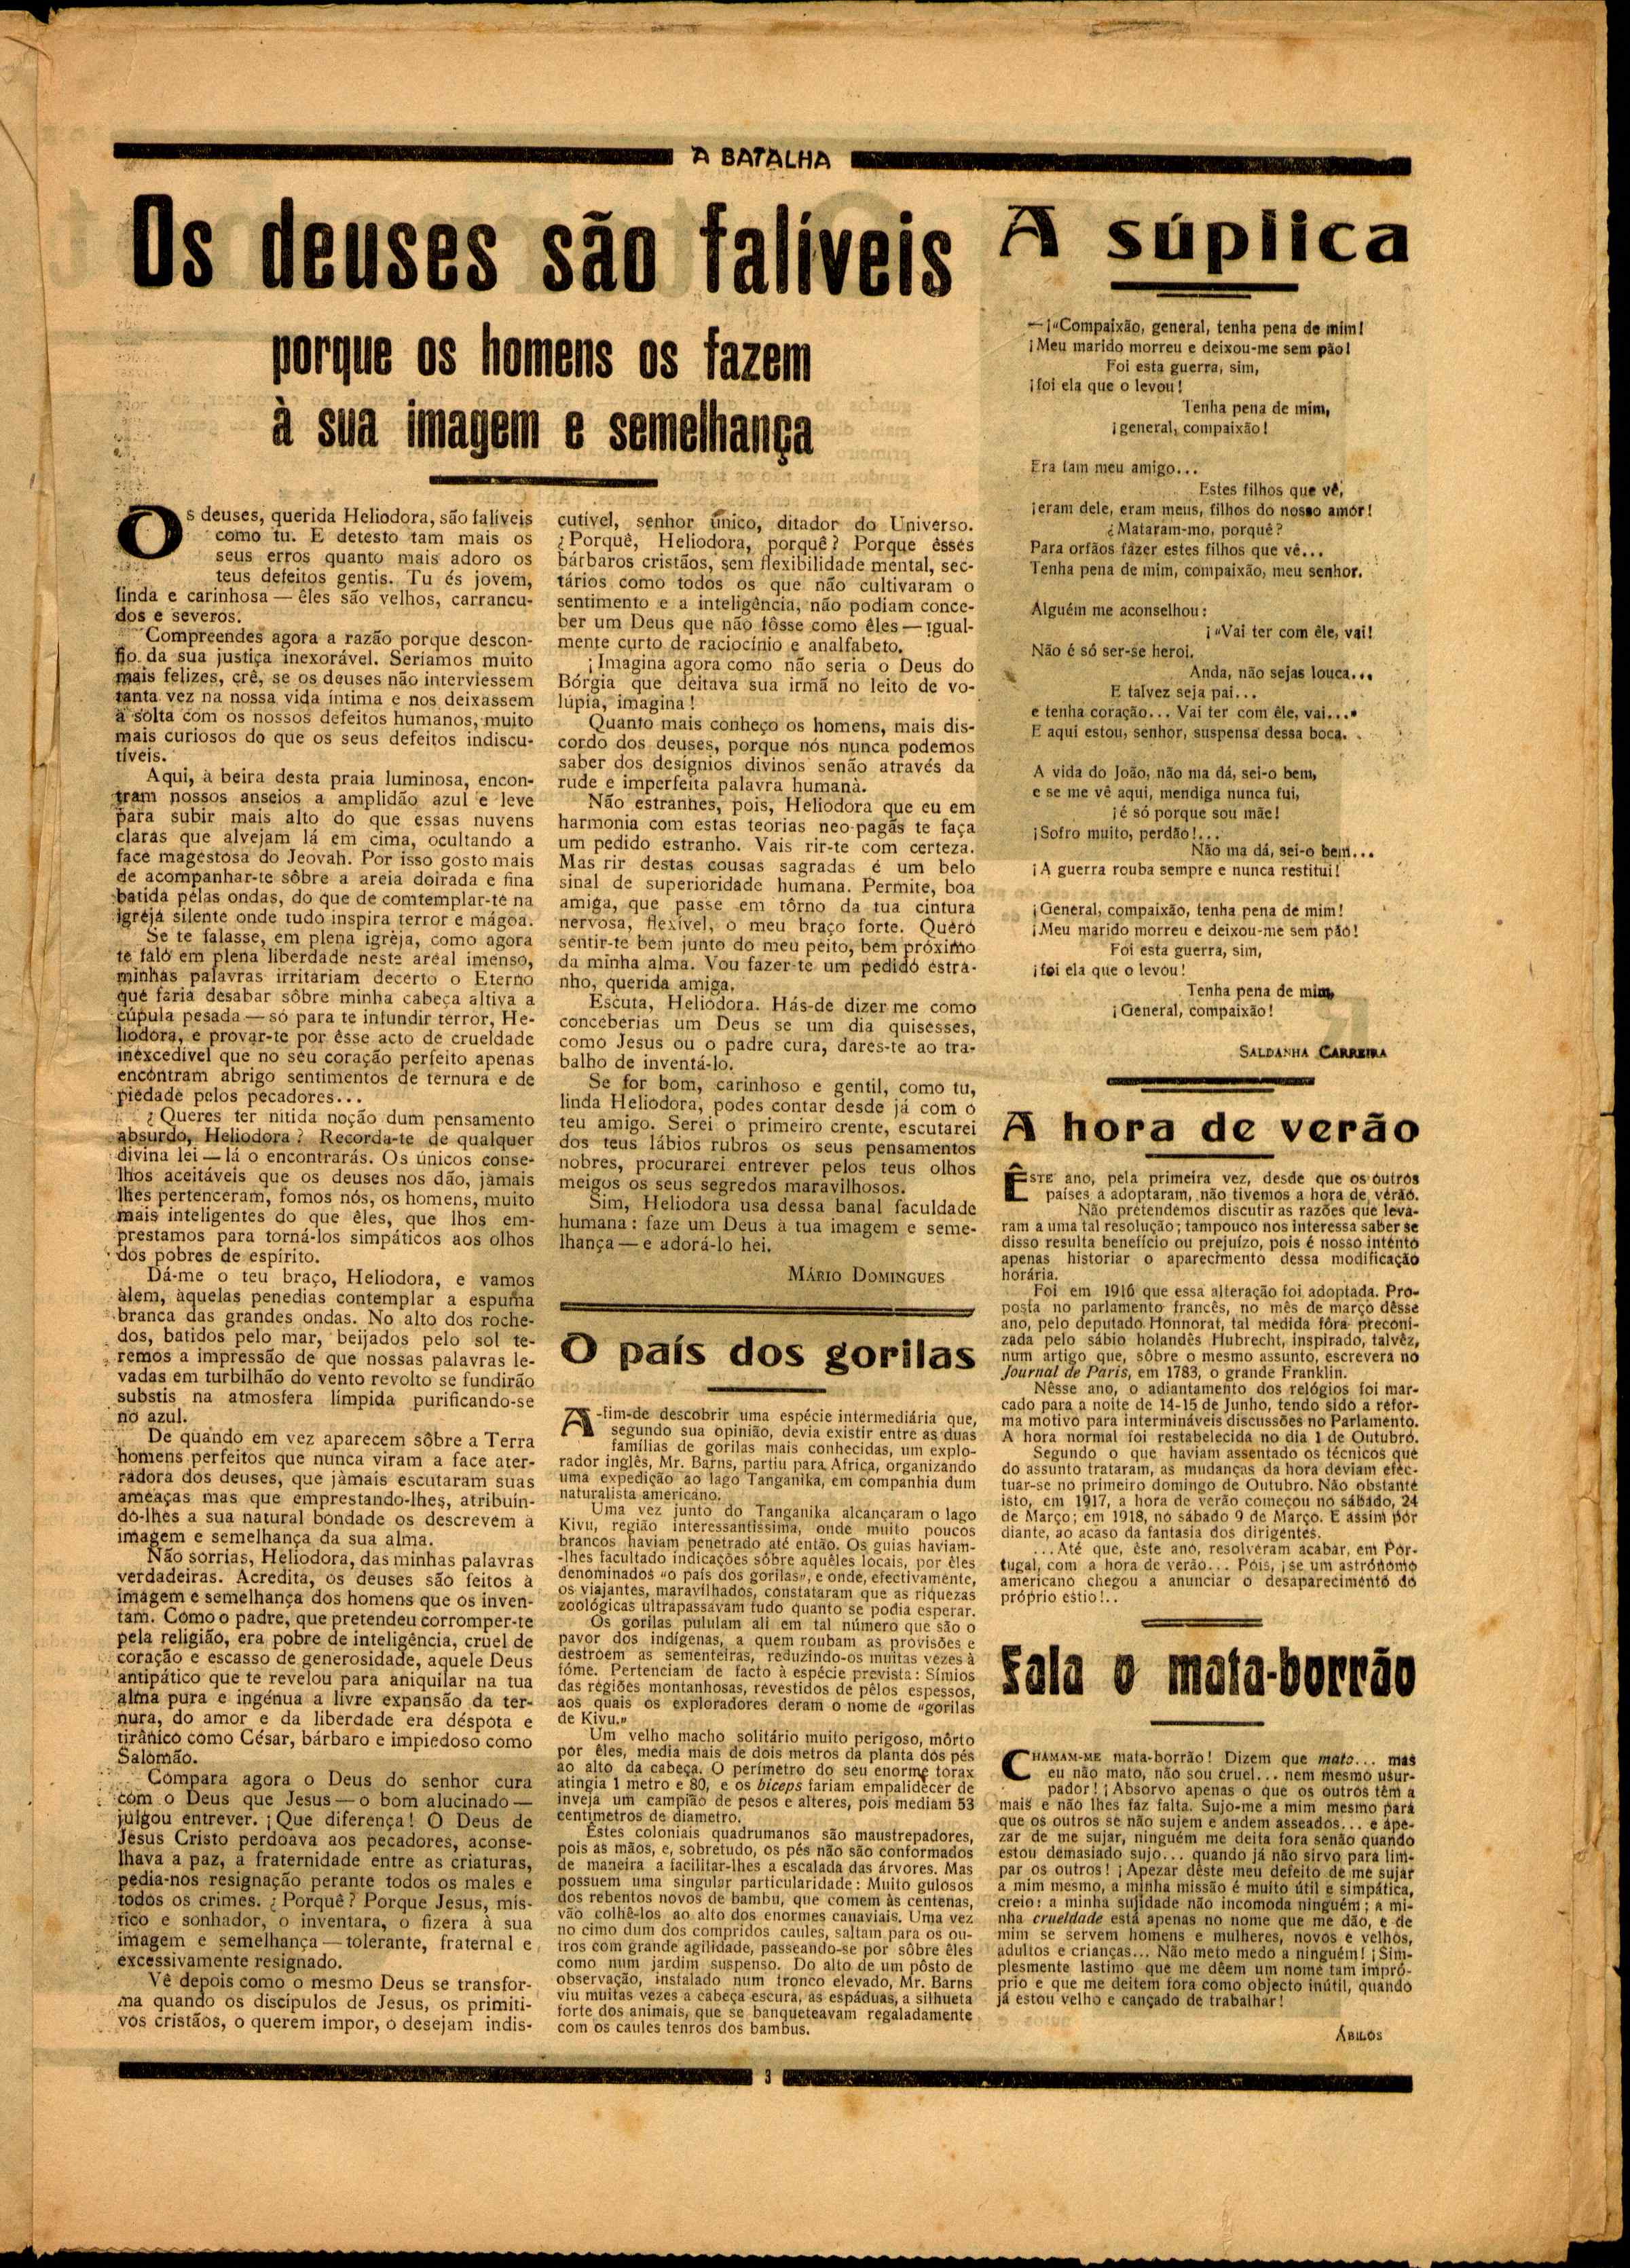 A BATALHA
Os deuses são falíveis
porque os homens os fazem
à sua imagem e semelhança
Os deuses, querida Heliodora, são falíveis
como tu. E detesto tam mais os
seus erros quanto mais adoro os
teus defeitos gentis. Tu és jovem,
linda e carinhosa — êles são velhos, carrancu-
dos e severos.
Compreendes agora a razão porque descon-
fio da sua justiça inexorável. Seríamos muito
mais felizes, crê, se os deuses não interviessem
tanta vez na nossa vida íntima e nos deixassem
à solta com os nossos defeitos humanos, muito
mais curiosos do que os seus defeitos indiscu-
tíveis.
Aqui, à beira desta praia luminosa, encon-
tram nossos anseios a amplidão azul e leve
para subir mais alto do que essas nuvens
claras que alvejam lá em cima, ocultando a
face magestosa do Jeovah. Por isso gosto mais
de acompanhar-te sôbre a areia doirada e fina
batida pelas ondas, do que de comtemplar-te na
igreja silente onde tudo inspira terror e mágoa.
Se te falasse, em plena igrèja, como agora
te falo em plena liberdade neste areal imenso,
minhas palavras irritariam decerto o Eterno
que faria desabar sôbre minha cabeça altiva a
cúpula pesada — só para te infundir terror, He-
liodora, e provar-te por êsse acto de crueldade
inexcedível que no seu coração perfeito apenas
encontram abrigo sentimentos de ternura e de
piedade pelos pecadores...
¿Queres ter nítida noção dum pensamento
absurdo, Heliodora? Recorda-te de qualquer
divina lei — lá o encontrarás. Os únicos conse-
lhos aceitáveis que os deuses nos dão, jàmais
lhes pertenceram, fomos nós, os homens, muito
mais inteligentes do que êles, que lhos em-
prestamos para torná-los simpáticos aos olhos
dos pobres de espírito.
Dá-me o teu braço, Heliodora, e vamos
àlem, àquelas penedias contemplar a espuma
branca das grandes ondas. No alto dos roche-
dos, batidos pelo mar, beijados pelo sol te-
remos a impressão de que nossas palavras le-
vadas em turbilhão do vento revolto se fundirão
substis na atmosfera límpida purificando-se
no azul.
De quando em vez aparecem sôbre a Terra
homens perfeitos que nunca viram a face ater-
radora dos deuses, que jàmais escutaram suas
ameaças mas que emprestando-lhes, atribuin-
do-lhes a sua natural bondade os descrevem à
imagem e semelhança da sua alma.
Não sorrias, Heliodora, das minhas palavras
verdadeiras. Acredita, os deuses são feitos à
imagem e semelhança dos homens que os inven-
tam. Como o padre, que pretendeu corromper-te
pela religião, era pobre de inteligência, cruel de
coração e escasso de generosidade, aquele Deus
antipático que te revelou para aniquilar na tua
alma pura e ingénua a livre expansão da ter-
nura, do amor e da liberdade era déspota e
tirânico como César, bárbaro e impiedoso como
Salomão.
Compara agora o Deus do senhor cura
com o Deus que Jesus — o bom alucinado —
julgou entrever. ¡Que diferença! O Deus de
Jesus Cristo perdoava aos pecadores, aconse-
lhava a paz, a fraternidade entre as criaturas,
pedia-nos resignação perante todos os males e
todos os crimes. ¿Porquê? Porque Jesus, mís-
tico e sonhador, o inventara, o fizera à sua
imagem e semelhança — tolerante, fraternal e
excessivamente resignado.
Vê depois como o mesmo Deus se transfor-
ma quando os discípulos de Jesus, os primiti-
vos cristãos, o querem impor, o desejam indis-
cutível, senhor único, ditador do Universo.
¿Porquê, Heliodora, porquê? Porque êsses
bárbaros cristãos, sem flexibilidade mental, sec-
tários como todos os que não cultivaram o
sentimento e a inteligência, não podiam conce-
ber um Deus que não fôsse como êles — igual-
mente curto de raciocínio e analfabeto.
¡Imagina agora como não seria o Deus do
Bórgia que deitava sua irmã no leito de vo-
lúpia, imagina!
Quanto mais conheço os homens, mais dis-
cordo dos deuses, porque nós nunca podemos
saber dos desígnios divinos senão através da
rude e imperfeita palavra humanà.
Não estranhes, pois, Heliodora que eu em
harmonia com estas teorias neo-pagãs te faça
um pedido estranho. Vais rir-te com certeza.
Mas rir destas cousas sagradas é um belo
sinal de superioridade humana. Permite, boa
amiga, que passe em tôrno da tua cintura
nervosa, flexível, o meu braço forte. Quero
sentir-te bem junto do meu peito, bem próximo
da minha alma. Vou fazer-te um pedido estra-
nho, querida amiga.
Escuta, Heliodora. Hás-de dizer-me como
conceberias um Deus se um dia quisesses,
como Jesus ou o padre cura, dares-te ao tra-
balho de inventá-lo.
Se for bom, carinhoso e gentil, como tu,
linda Heliodora, podes contar desde já com o
teu amigo. Serei o primeiro crente, escutarei
dos teus lábios rubros os seus pensamentos
nobres, procurarei entrever pelos teus olhos
meigos os seus segredos maravilhosos.
Sim, Heliodora usa dessa banal faculdade
humana: faze um Deus à tua imagem e seme-
lhança — e adorá-lo hei.
MÁRIO DOMINGUES
O país dos gorilas
A-fim-de descobrir uma espécie intermediária que,
segundo sua opinião, devia existir entre as duas
famílias de gorilas mais conhecidas, um explo-
rador inglês, Mr. Barns, partiu para África, organizando
uma expedição ao lago Tanganika, em companhia dum
naturalista americano.
Uma vez junto do Tanganika alcançaram o lago
Kivu, região interessantíssima, onde muito poucos
brancos haviam penetrado até então. Os guias haviam-
-lhes facultado indicações sôbre aquêles locais, por êles
denominados «o país dos gorilas», e onde, efectivamente,
os viajantes, maravilhados, constataram que as riquezas
zoológicas ultrapassavam tudo quanto se podia esperar.
Os gorilas pululam ali em tal número que são o
pavor dos indígenas, a quem roubam as provisões e
destroem as sementeiras, reduzindo-os muitas vezes à
fóme. Pertenciam de facto à espécie prevista: Símios
das regiões montanhosas, revestidos de pêlos espessos,
aos quais os exploradores deram o nome de «gorilas
de Kivu.»
Um velho macho solitário muito perigoso, môrto
por êles, media mais de dois metros da planta dos pés
ao alto da cabeça. O perímetro do seu enorme torax
atingia 1 metro e 80, e os biceps fariam empalidècer de
inveja um campião de pesos e alteres, pois mediam 53
centímetros de diametro.
Êstes coloniais quadrumanos são maustrepadores,
pois as mãos, e, sobretudo, os pés não são conformados
de maneira a facilitar-lhes a escalada das árvores. Mas
possuem uma singular particularidade: Muito gulosos
dos rebentos novos de bambu, que comem às centenas,
vão colhê-los ao alto dos enormes canaviais. Uma vez
no cimo dum dos compridos caules, saltam para os ou-
tros com grande agilidade, passeando-se por sôbre êles
como num jardim suspenso. Do alto de um pôsto de
observação, instalado num tronco elevado, Mr. Barns
viu muitas vezes a cabeça escura, as espáduas, a silhueta
forte dos animais, que se banqueteavam regaladamente
com os caules tenros dos bambus.
A súplica
—¡«Compaixão, general, tenha pena de mim!
¡Meu marido morreu e deixou-me sem pão!
Foi esta guerra, sim,
¡foi ela que o levou!
Tenha pena de mim,
¡general, compaixão!
Era tam meu amigo...
Estes filhos que vê,
¡eram dele, eram meus, filhos do nosso amôr!
¿Mataram-mo, porquê?
Para orfãos fazer estes filhos que vê...
Tenha pena de mim, compaixão, meu senhor.
Alguém me aconselhou:
¡«Vai ter com êle, vai!
Não é só ser-se heroi.
Anda, não sejas louca...
E talvez seja pai...
e tenha coração... Vai ter com êle, vai...»
E aqui estou, senhor, suspensa dessa boca.
A vida do João, não ma dá, sei-o bem,
e se me vê aqui, mendiga nunca fui,
¡é só porque sou mãe!
¡Sofro muito, perdão!...
Não ma dá, sei-o bem...
¡A guerra rouba sempre e nunca restitui!
¡General, compaixão, tenha pena de mim!
¡Meu marido morreu e deixou-me sem pão!
Foi esta guerra, sim,
¡foi ela que o levou!
Tenha pena de mim,
¡General, compaixão!
SALDANHA CARREIRA
A hora de verão
ÊSTE ano, pela primeira vez, desde que os outros
países a adoptaram, não tivemos a hora de verão.
Não pretendemos discutir as razões que leva-
ram a uma tal resolução; tampouco nos interessa saber se
disso resulta benefício ou prejuízo, pois é nosso intento
apenas historiar o aparecimento dessa modificação
horária.
Foi em 1916 que essa alteração foi adoptada. Pro-
posta no parlamento francês, no mês de março dêsse
ano, pelo deputado Honnorat, tal medida fôra preconi-
zada pelo sábio holandês Hubrecht, inspirado, talvêz,
num artigo que, sôbre o mesmo assunto, escrevera no
Journal de Paris, em 1783, o grande Franklin.
Nêsse ano, o adiantamento dos relógios foi mar-
cado para a noite de 14-15 de Junho, tendo sido a refor-
ma motivo para intermináveis discussões no Parlamento.
A hora normal foi restabelecida no dia 1 de Outubro.
Segundo o que haviam assentado os técnicos que
do assunto trataram, as mudanças da hora deviam efec-
tuar-se no primeiro domingo de Outubro. Não obstante
isto, em 1917, a hora de verão começou no sábado, 24
de Março; em 1918, no sábado 9 de Março. E assim por
diante, ao acaso da fantasia dos dirigentes.
...Até que, êste ano, resolveram acabar, em Por-
tugal, com a hora de verão... Pois, ¡se um astrónomo
americano chegou a anunciar o desaparecimento do
próprio estio!..
Fala o mata-borrão
CHAMAM-ME mata-borrão! Dizem que mato... mas
eu não mato, não sou cruel... nem mesmo usur-
pador! ¡Absorvo apenas o que os outros têm a
mais e não lhes faz falta. Sujo-me a mim mesmo para
que os outros se não sujem e andem asseados... e ape-
zar de me sujar, ninguém me deita fora senão quando
estou demasiado sujo... quando já não sirvo para lim-
par os outros! ¡Apezar dêste meu defeito de me sujar
a mim mesmo, a minha missão é muito útil e simpática,
creio: a minha sujidade não incomoda ninguém; a mi-
nha crueldade está apenas no nome que me dão, e de
mim se servem homens e mulheres, novos e velhos,
adultos e crianças... Não meto medo a ninguém! ¡Sim-
plesmente lastimo que me dêem um nome tam impró-
prio e que me deitem fora como objecto inútil, quando
já estou velho e cançado de trabalhar!
ÁBILOS
3